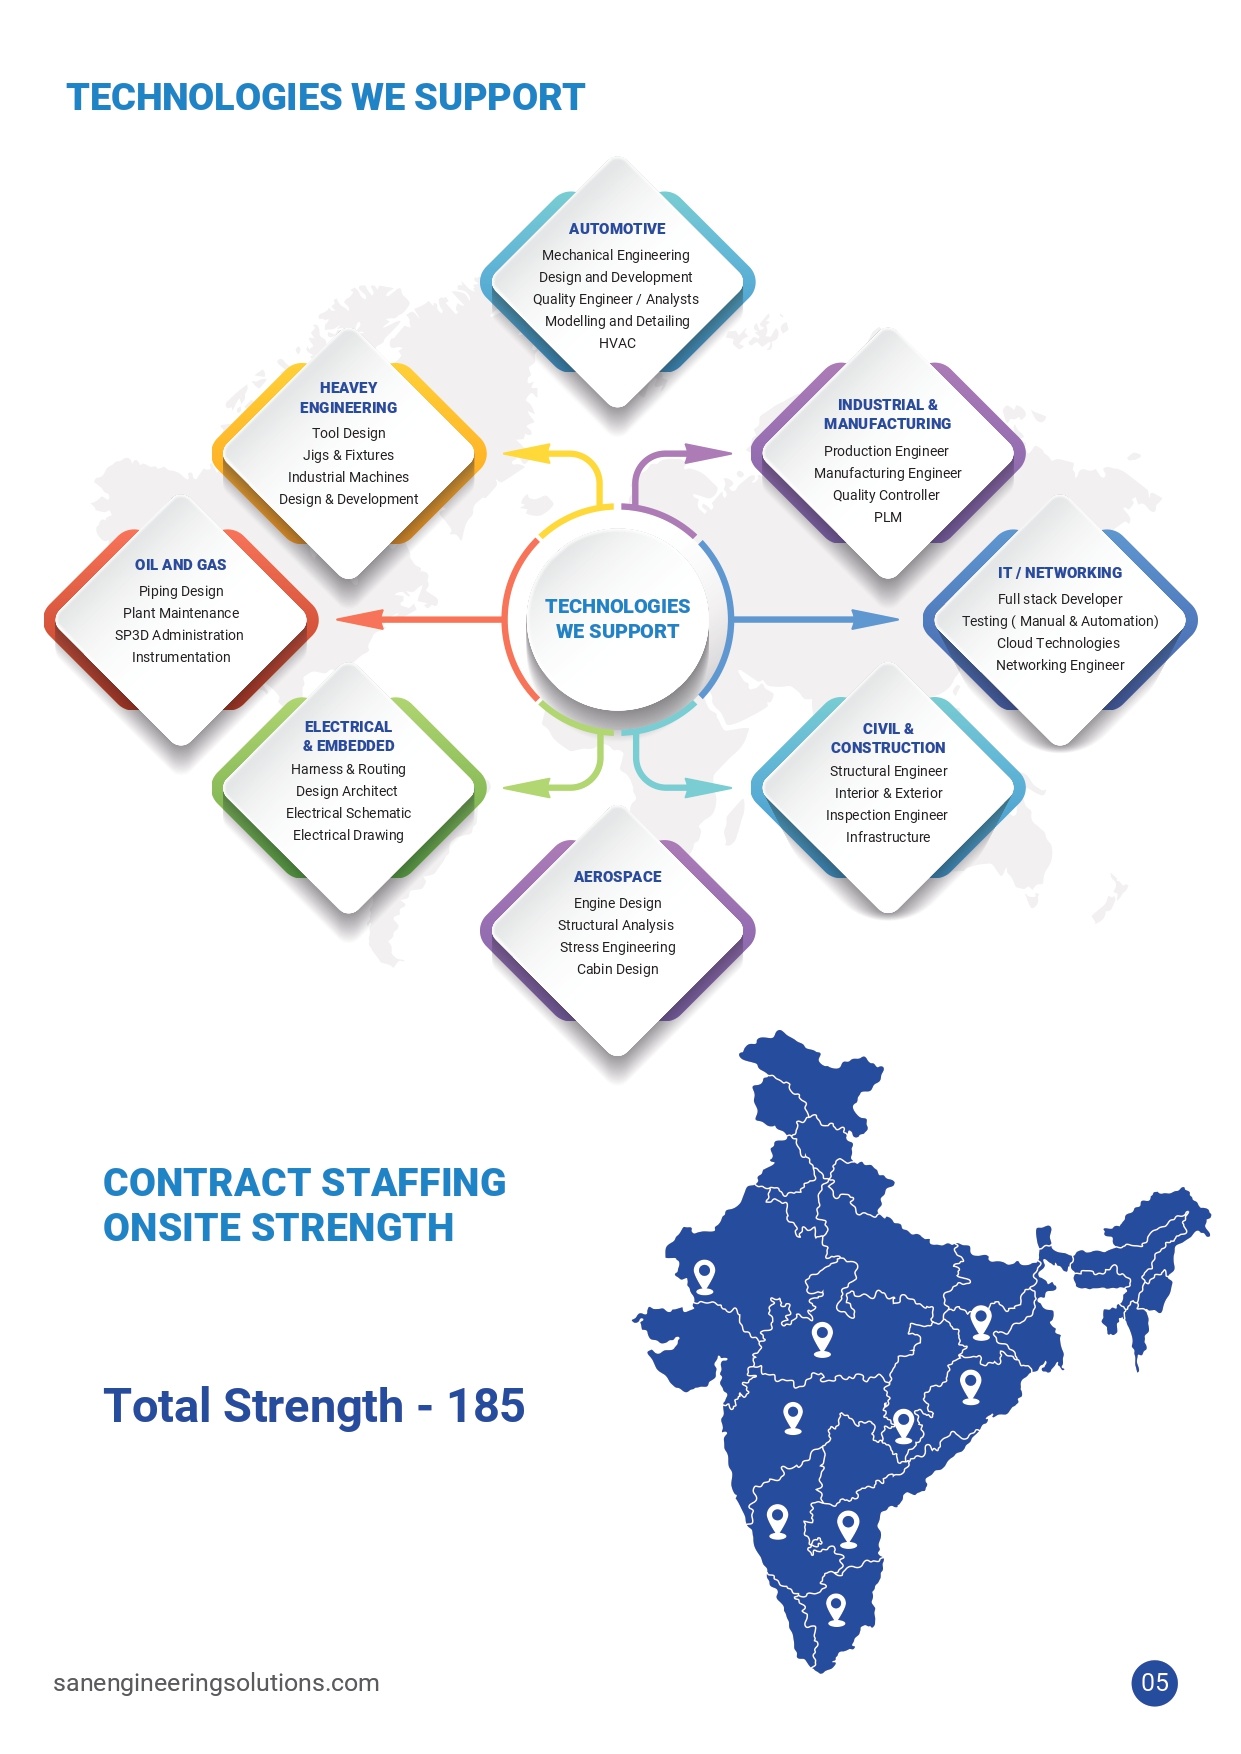 TECHNOLOGIES WE SUPPORT
AUTOMOTIVE
Mechanical Engineering
Design and Development
Quality Engineer / Analysts
Modelling and Detailing
HVAC
HEAVEY
ENGINEERING
Tool Design
Jigs & Fixtures
Industrial Machines
Design & Development
INDUSTRIAL &
MANUFACTURING
Production Engineer
Manufacturing Engineer
Quality Controller
PLM
OIL AND GAS
Piping Design
Plant Maintenance
SP3D Administration
Instrumentation
TECHNOLOGIES
WE SUPPORT
IT / NETWORKING
Full stack Developer
Testing ( Manual & Automation)
Cloud Technologies
Networking Engineer
ELECTRICAL
& EMBEDDED
Harness & Routing
Design Architect
Electrical Schematic
Electrical Drawing
CIVIL &
CONSTRUCTION
Structural Engineer
Interior & Exterior
Inspection Engineer
Infrastructure
AEROSPACE
Engine Design
Structural Analysis
Stress Engineering
Cabin Design
CONTRACT STAFFING
ONSITE STRENGTH
Total Strength - 185
sanengineeringsolutions.com
05